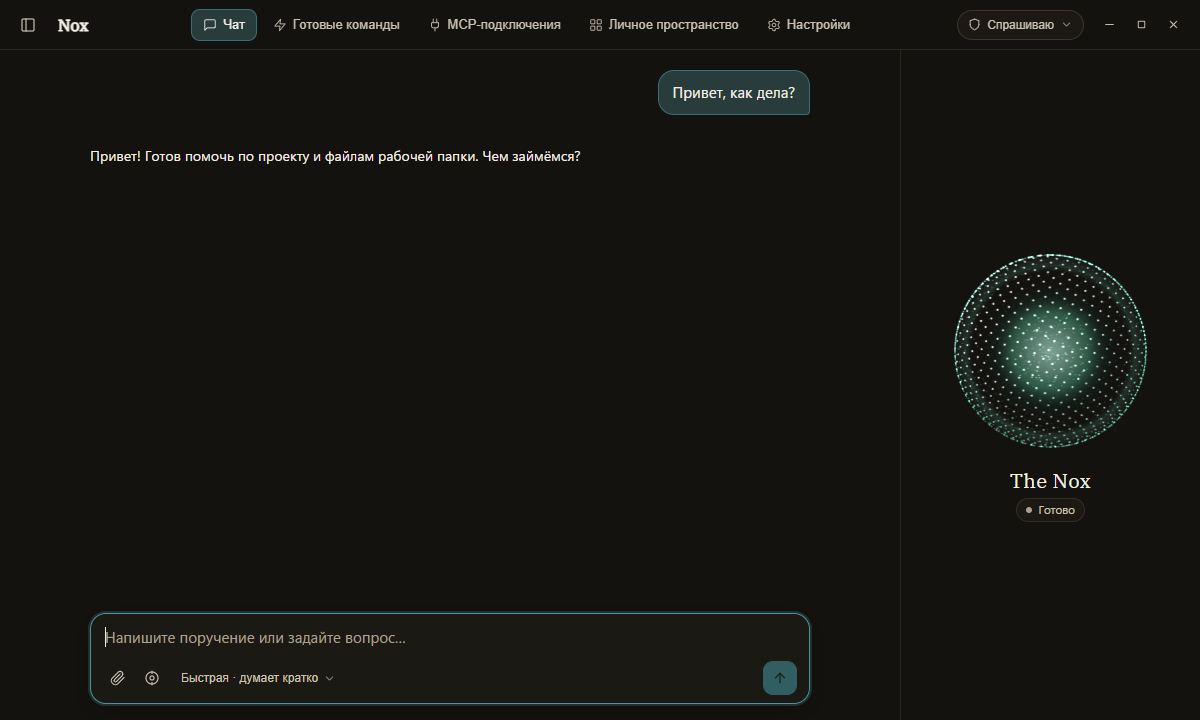 Nox
Чат
Готовые команды
MCP-подключения
Личное пространство
Настройки
Спрашиваю
Привет, как дела?
Привет! Готов помочь по проекту и файлам рабочей папки. Чем займёмся?
The Nox
Готово
Напишите поручение или задайте вопрос...
Быстрая · думает кратко